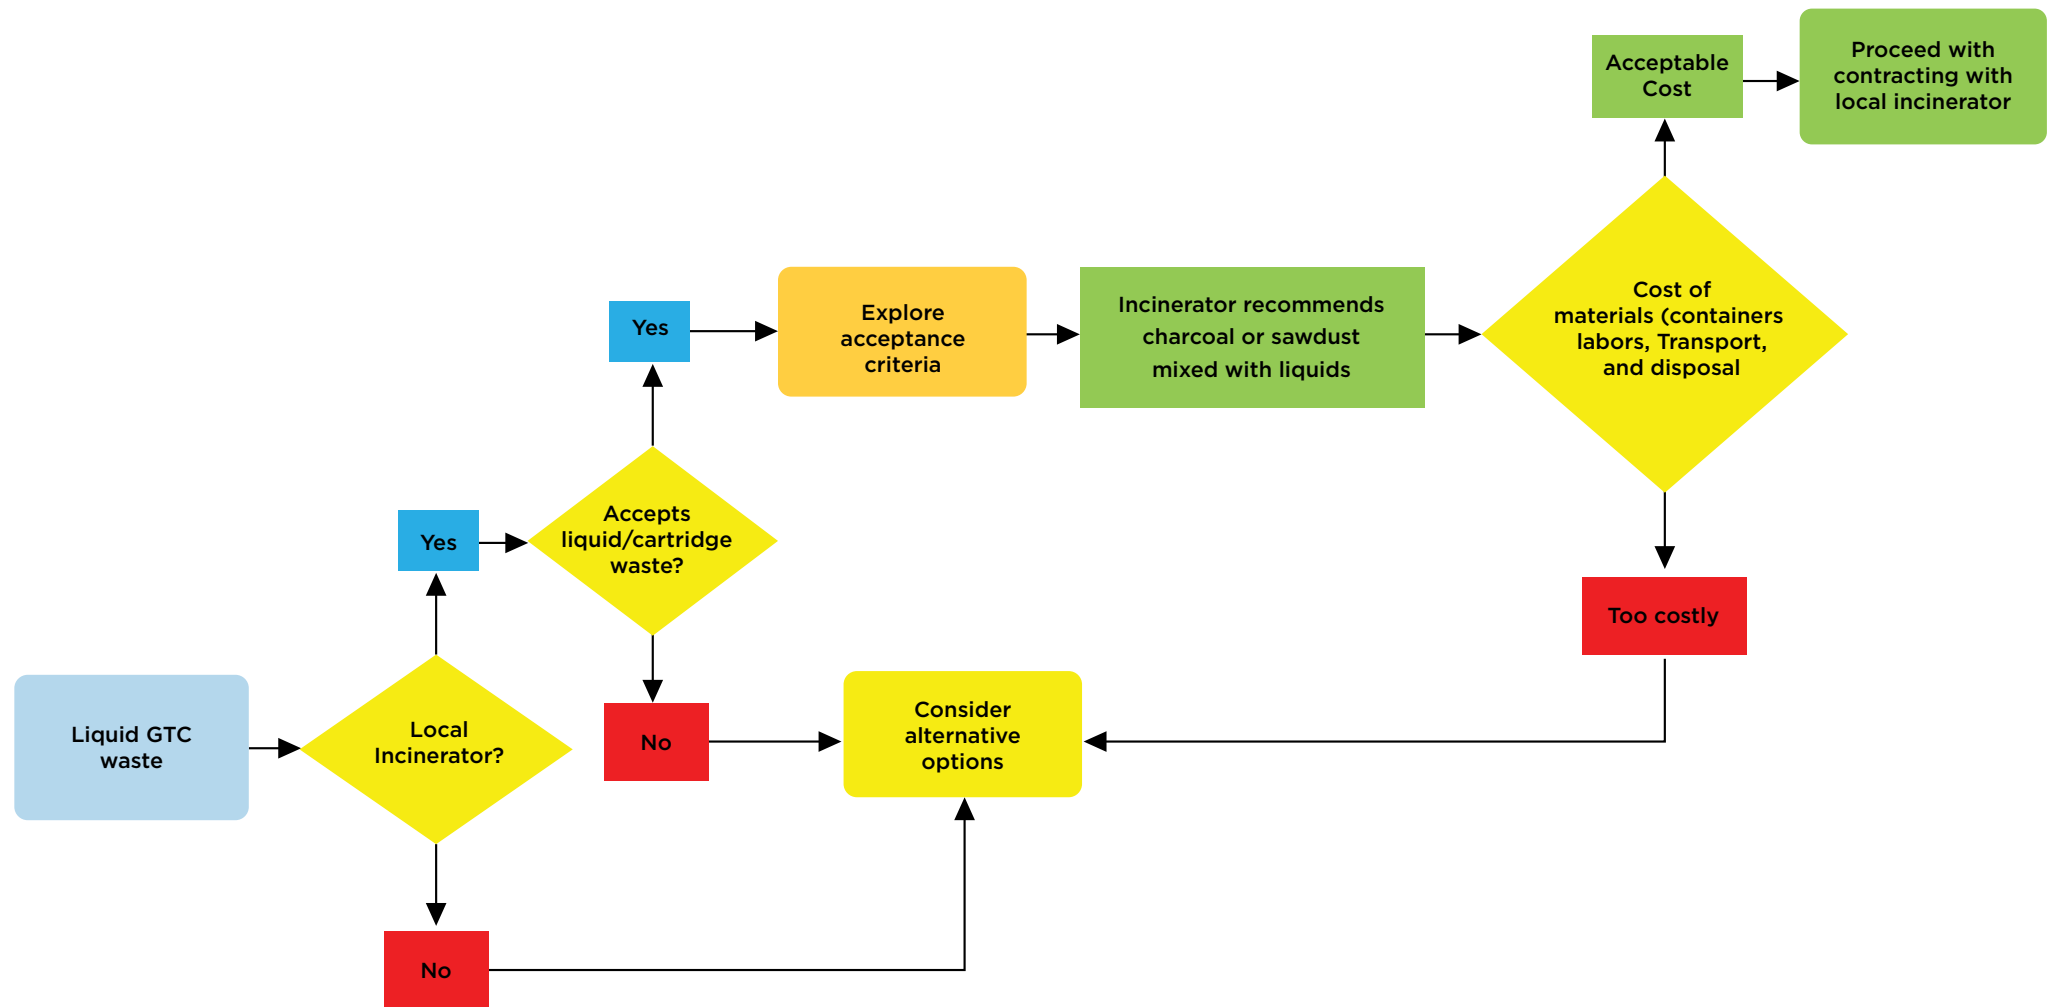 Liquid GTC
waste
Local
Incinerator?
Yes
No
Accepts
liquid/cartridge
waste?
Yes
No
Explore
acceptance
criteria
Incinerator recommends
charcoal or sawdust
mixed with liquids
Cost of
materials (containers
labors, Transport,
and disposal
Acceptable
Cost
Proceed with
contracting with
local incinerator
Too costly
Consider
alternative
options